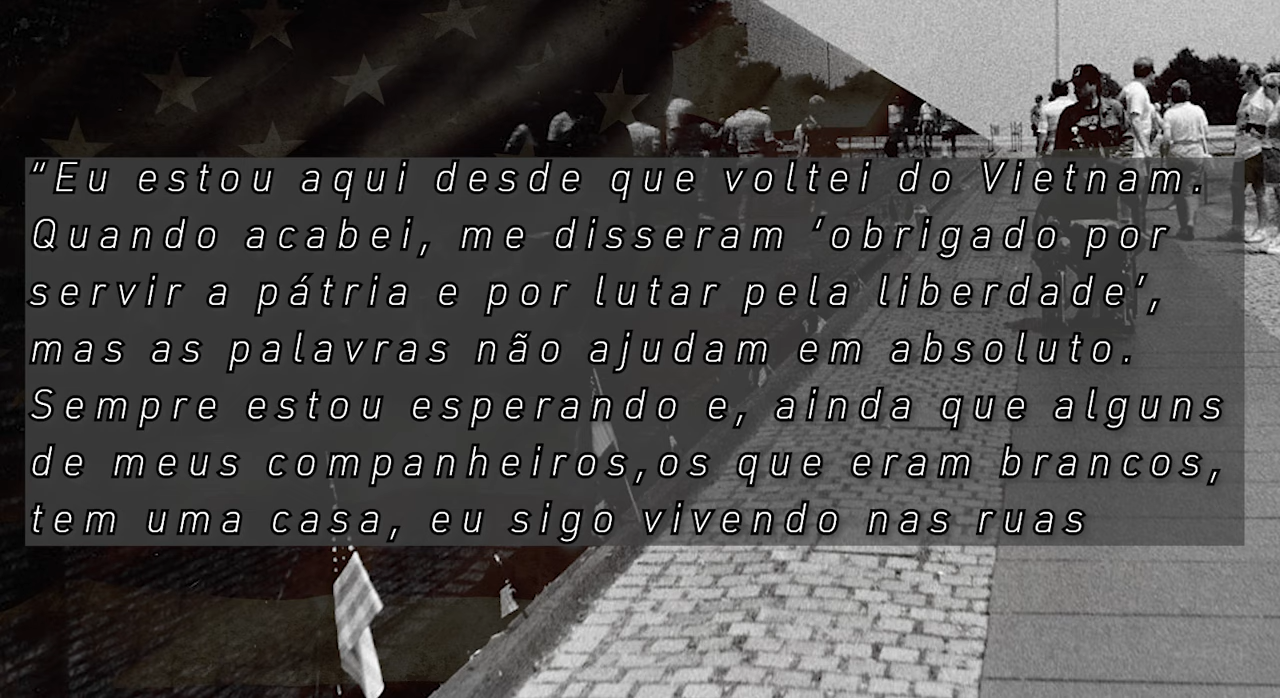 “Eu estou aqui desde que voltei do Vietnam.
Quando acabei, me disseram ‘obrigado por
servir a pátria e por lutar pela liberdade’,
mas as palavras não ajudam em absoluto.
Sempre estou esperando e, ainda que alguns
de meus companheiros,os que eram brancos,
tem uma casa, eu sigo vivendo nas ruas